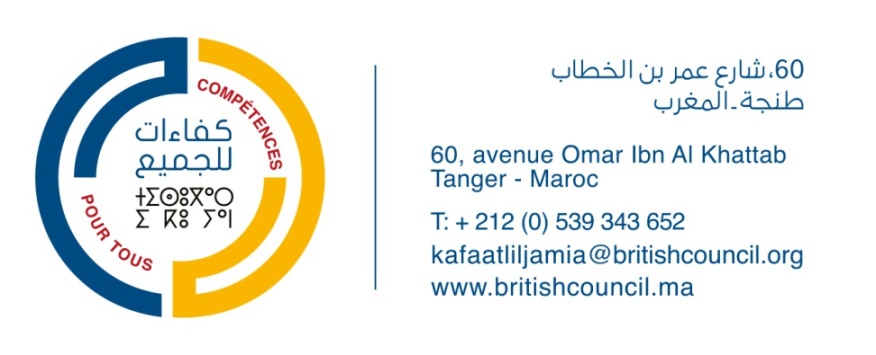 COMPÉTENCES
كفاءات
للجميع
ⵜⵉⵙⵓⴳⴰⵔ
ⵉ ⴽⵓ ⵢⴰⵏ
POUR TOUS
60، شارع عمر بن الخطاب
طنجة-المغرب
60, avenue Omar Ibn Al Khattab
Tanger - Maroc
T: + 212 (0) 539 343 652
kafaatliljamia@britishcouncil.org
www.britishcouncil.ma